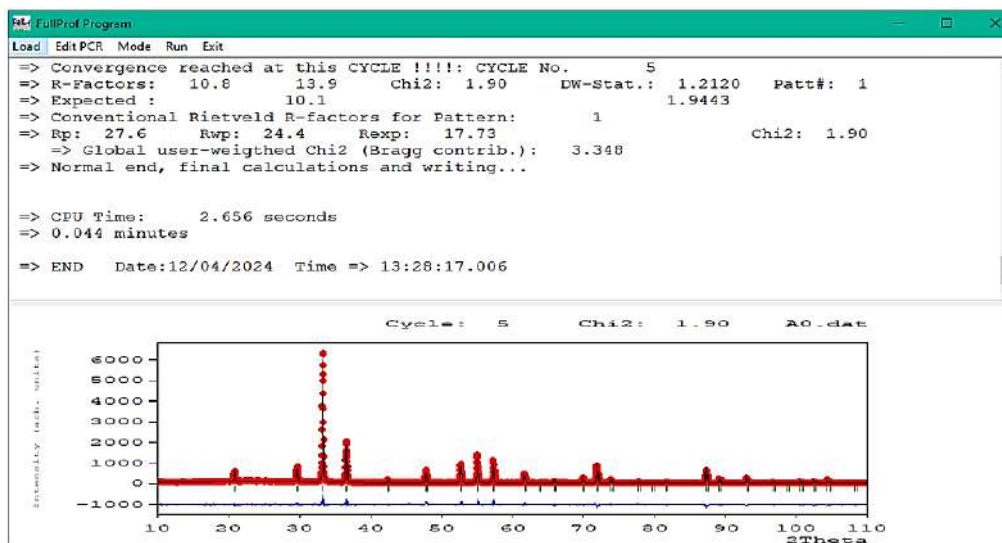 FullProf Program
Load Edit PCR Mode Run Exit
=> Convergence reached at this CYCLE !!!!: CYCLE No. 5
=> R-Factors: 10.8 13.9 Chi2: 1.90 DW-Stat.: 1.2120 Patt#: 1
=> Expected : 10.1 1.9443
=> Conventional Rietveld R-factors for Pattern: 1
=> Rp: 27.6 Rwp: 24.4 Rexp: 17.73 Chi2: 1.90
=> Global user-weigthed Chi2 (Bragg contrib.): 3.348
=> Normal end, final calculations and writing...
=> CPU Time: 2.656 seconds
=> 0.044 minutes
=> END Date:12/04/2024 Time => 13:28:17.006
Cycle: 5 Chi2: 1.90 A0.dat
Intensity (arb. units)
6000
5000
4000
3000
2000
1000
0
-1000
10 20 30 40 50 60 70 80 90 100 110
2Theta